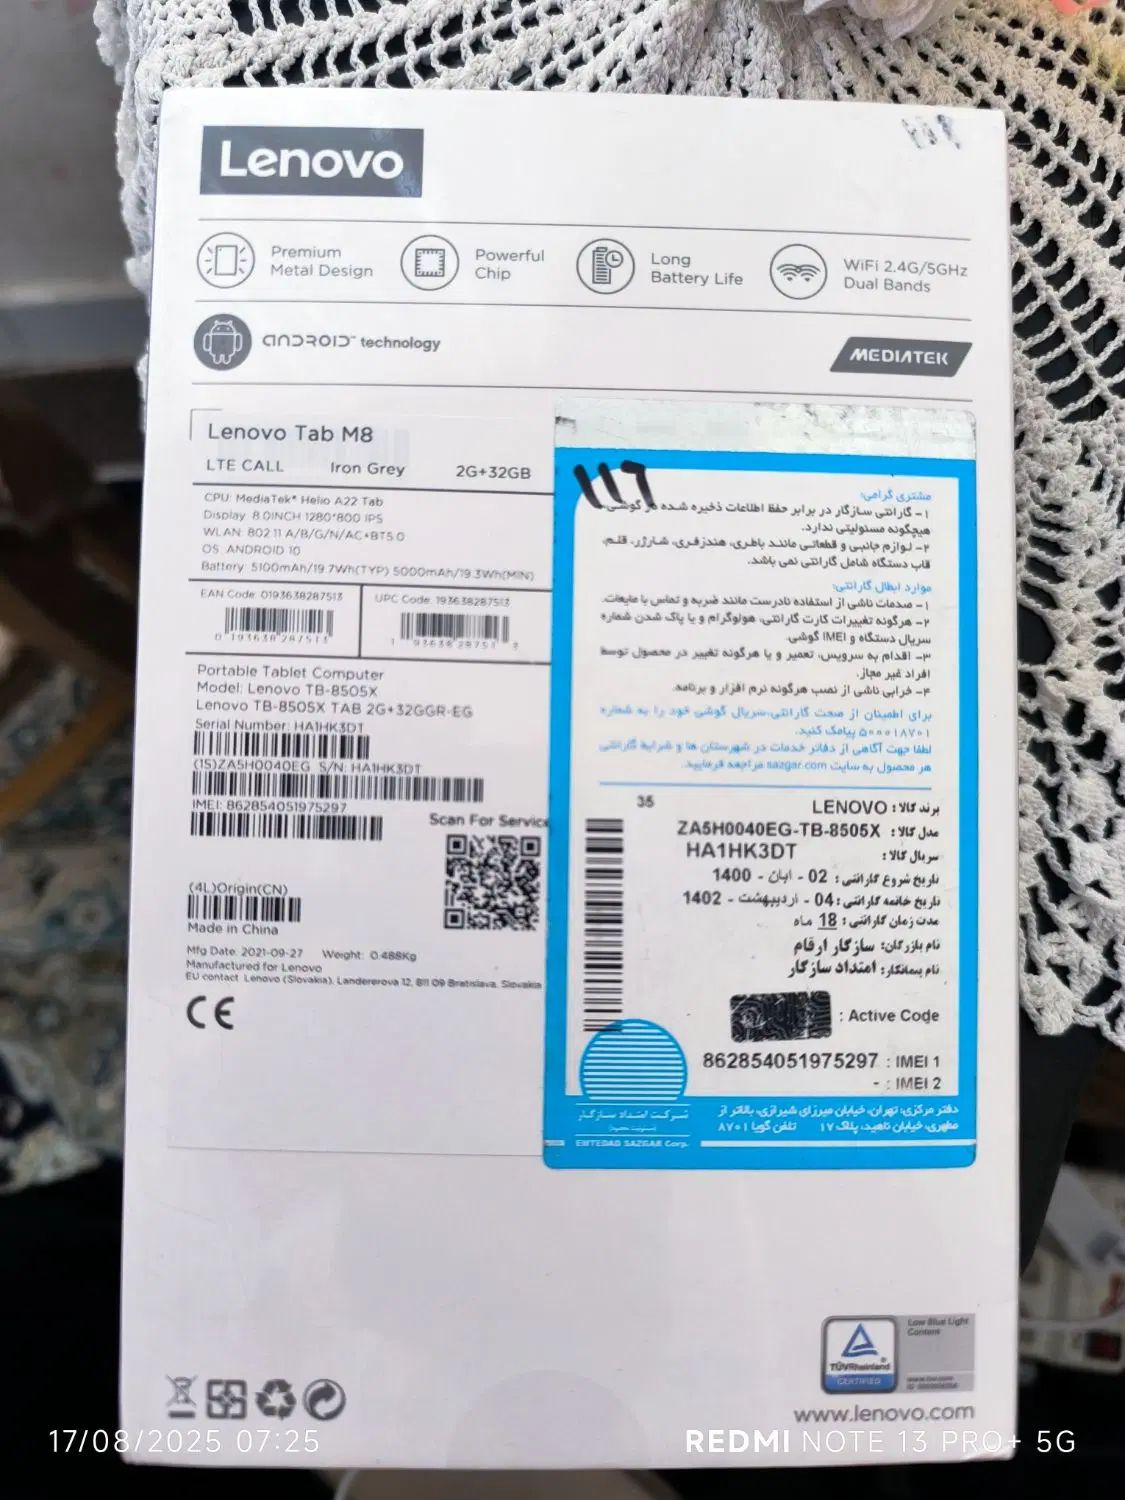 Lenovo
Premium
Metal Design
Powerful
Chip
Long
Battery Life
WiFi 2.4G/5GHz
Dual Bands
ANDROID™ technology
MEDIATEK
Lenovo Tab M8
LTE CALL Iron Grey 2G+32GB
CPU: MediaTek® Helio A22 Tab
Display: 8.0INCH 1280*800 IPS
WLAN: 802.11 A/B/G/N/AC+BT5.0
OS: ANDROID 10
Battery: 5100mAh/19.7Wh(TYP) 5000mAh/19.3Wh(MIN)
EAN Code: 0193638287513
0 193638 287513
UPC Code: 193638287513
1 93638 28751 3
Portable Tablet Computer
Model: Lenovo TB-8505X
Lenovo TB-8505X TAB 2G+32GGR-EG
Serial Number: HA1HK3DT
(1S)ZA5H0040EG S/N: HA1HK3DT
IMEI: 862854051975297
Scan For Service
(4L)Origin(CN)
Made in China
Mfg Date: 2021-09-27 Weight: 0.488Kg
Manufactured for Lenovo
EU contact: Lenovo (Slovakia), Landererova 12, 811 09 Bratislava, Slovakia
CE
۱۱۶
مشتری گرامی:
۱- گارانتی سازگار در برابر حفظ اطلاعات ذخیره شده در گوشی،
هیچگونه مسئولیتی ندارد.
۲- لوازم جانبی و قطعاتی مانند باطری، هندزفری، شارژر، قلم،
قاب دستگاه شامل گارانتی نمی باشد.
موارد ابطال گارانتی:
۱- صدمات ناشی از استفاده نادرست مانند ضربه و تماس با مایعات.
۲- هرگونه تغییرات کارت گارانتی، هولوگرام و یا پاک شدن شماره
سریال دستگاه و IMEI گوشی.
۳- اقدام به سرویس، تعمیر و یا هرگونه تغییر در محصول توسط
افراد غیر مجاز.
۴- خرابی ناشی از نصب هرگونه نرم افزار و برنامه.
برای اطمینان از صحت گارانتی،سریال گوشی خود را به شماره
۵۰۰۰۱۸۷۰۱ پیامک کنید.
لطفا جهت آگاهی از دفاتر خدمات در شهرستان ها و شرایط گارانتی
هر محصول به سایت sazgar.com مراجعه فرمایید.
35
برند کالا : LENOVO
مدل کالا : ZA5H0040EG-TB-8505X
سریال کالا : HA1HK3DT
تاریخ شروع گارانتی : 02 - ابان - 1400
تاریخ خاتمه گارانتی : 04 - اردیبهشت - 1402
مدت زمان گارانتی : 18 ماه
نام بازرگان: سازگار ارقام
نام پیمانکار: امتداد سازگار
Active Code :
862854051975297 : IMEI 1
- : IMEI 2
شرکت امتداد سازگار
(مسئولیت محدود)
EMTEDAD SAZGAR Corp.
دفتر مرکزی: تهران، خیابان میرزای شیرازی، بالاتر از
مطهری، خیابان ناهید، پلاک ۱۷ تلفن گویا ۸۷۰۱
TÜVRheinland
CERTIFIED
Low Blue Light
Content
www.tuv.com
www.lenovo.com
17/08/2025 07:25
REDMI NOTE 13 PRO+ 5G